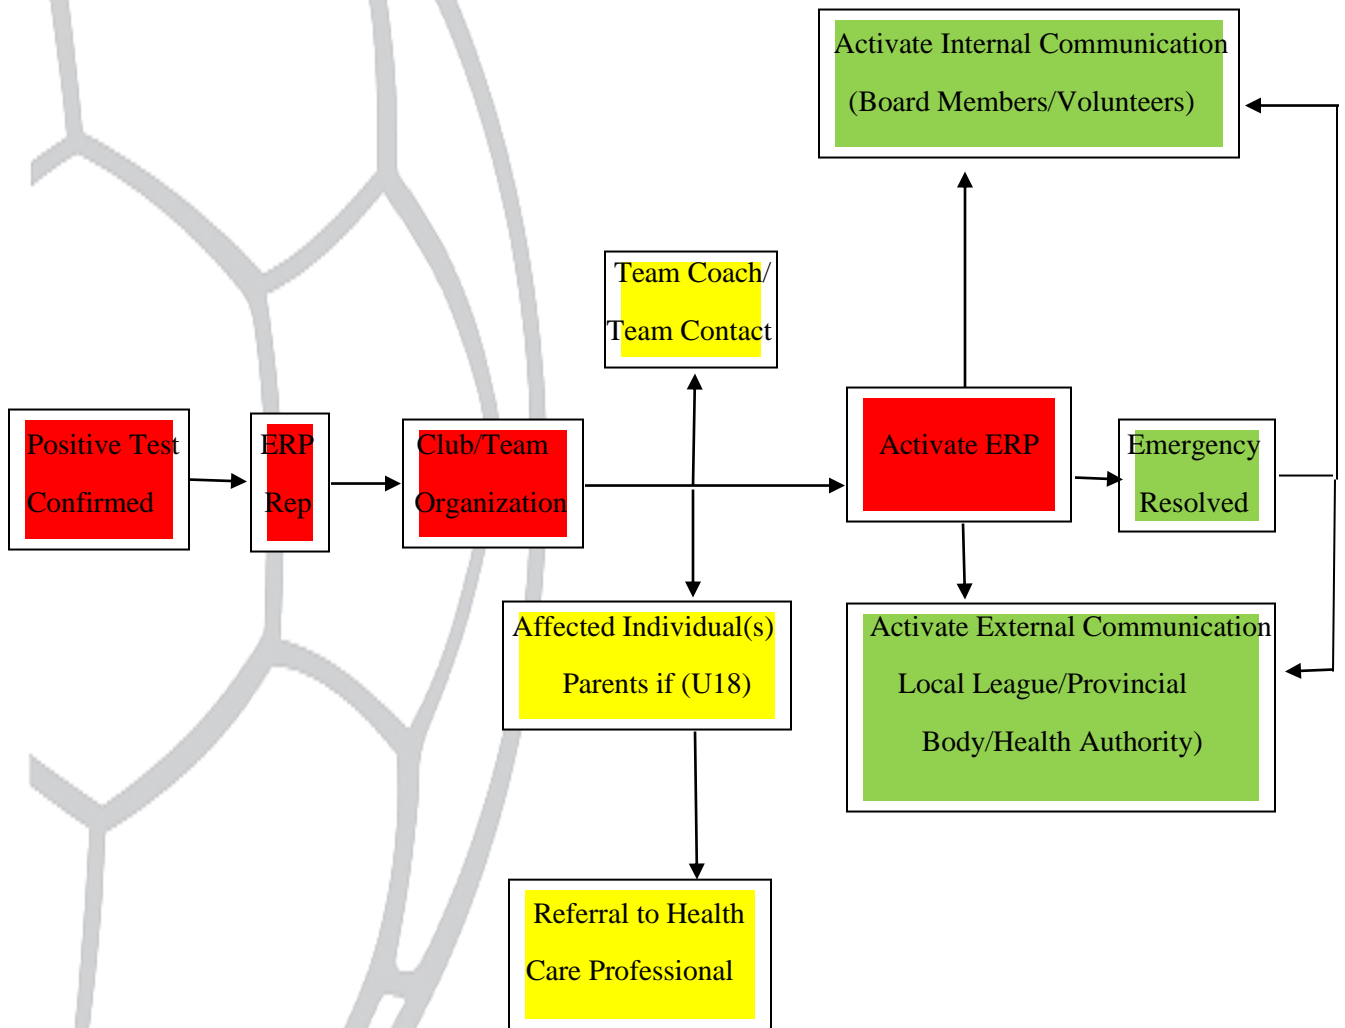 Activate Internal Communication
(Board Members/Volunteers)
Team Coach/
Team Contact
Positive Test
Confirmed
ERP
Rep
Club/Team
Organization
Activate ERP
Emergency
Resolved
Affected Individual(s)
Parents if (U18)
Activate External Communication
Local League/Provincial
Body/Health Authority)
Referral to Health
Care Professional